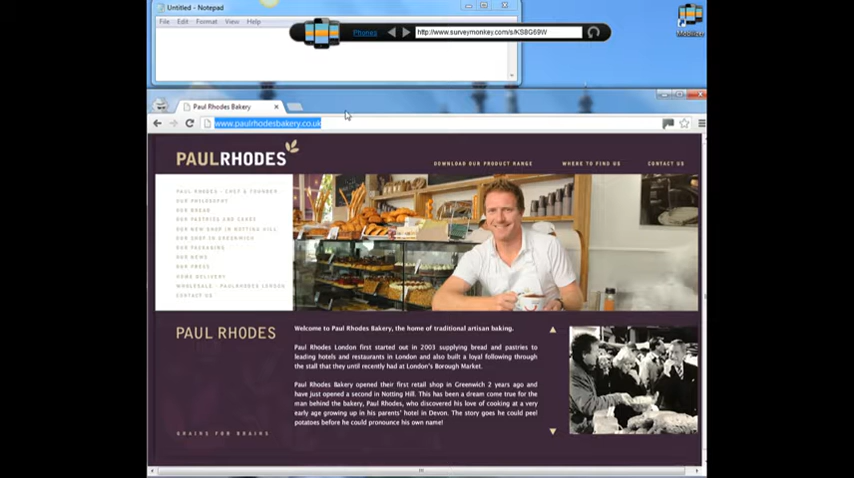 Untitled - Notepad
File Edit Format View Help
Phones
http://www.surveymonkey.com/s/KS8G69W
Mobilizer
Paul Rhodes Bakery
www.paulrhodesbakery.co.uk
PAULRHODES
DOWNLOAD OUR PRODUCT RANGE
WHERE TO FIND US
CONTACT US
PAUL RHODES - CHEF & FOUNDER
OUR PHILOSOPHY
OUR BREAD
OUR PASTRIES AND CAKES
OUR NEW SHOP IN NOTTING HILL
OUR SHOP IN GREENWICH
OUR PACKAGING
OUR NEWS
OUR PRESS
HOME DELIVERY
WHOLESALE - PAULRHODES LONDON
CONTACT US
PAUL RHODES
GRAINS FOR BRAINS
Welcome to Paul Rhodes Bakery, the home of traditional artisan baking.
Paul Rhodes London first started out in 2003 supplying bread and pastries to
leading hotels and restaurants in London and also built a loyal following through
the stall that they until recently had at London's Borough Market.
Paul Rhodes Bakery opened their first retail shop in Greenwich 2 years ago and
have just opened a second in Notting Hill. This has been a dream come true for the
man behind the bakery, Paul Rhodes, who discovered his love of cooking at a very
early age growing up in his parents' hotel in Devon. The story goes he could peel
potatoes before he could pronounce his own name!